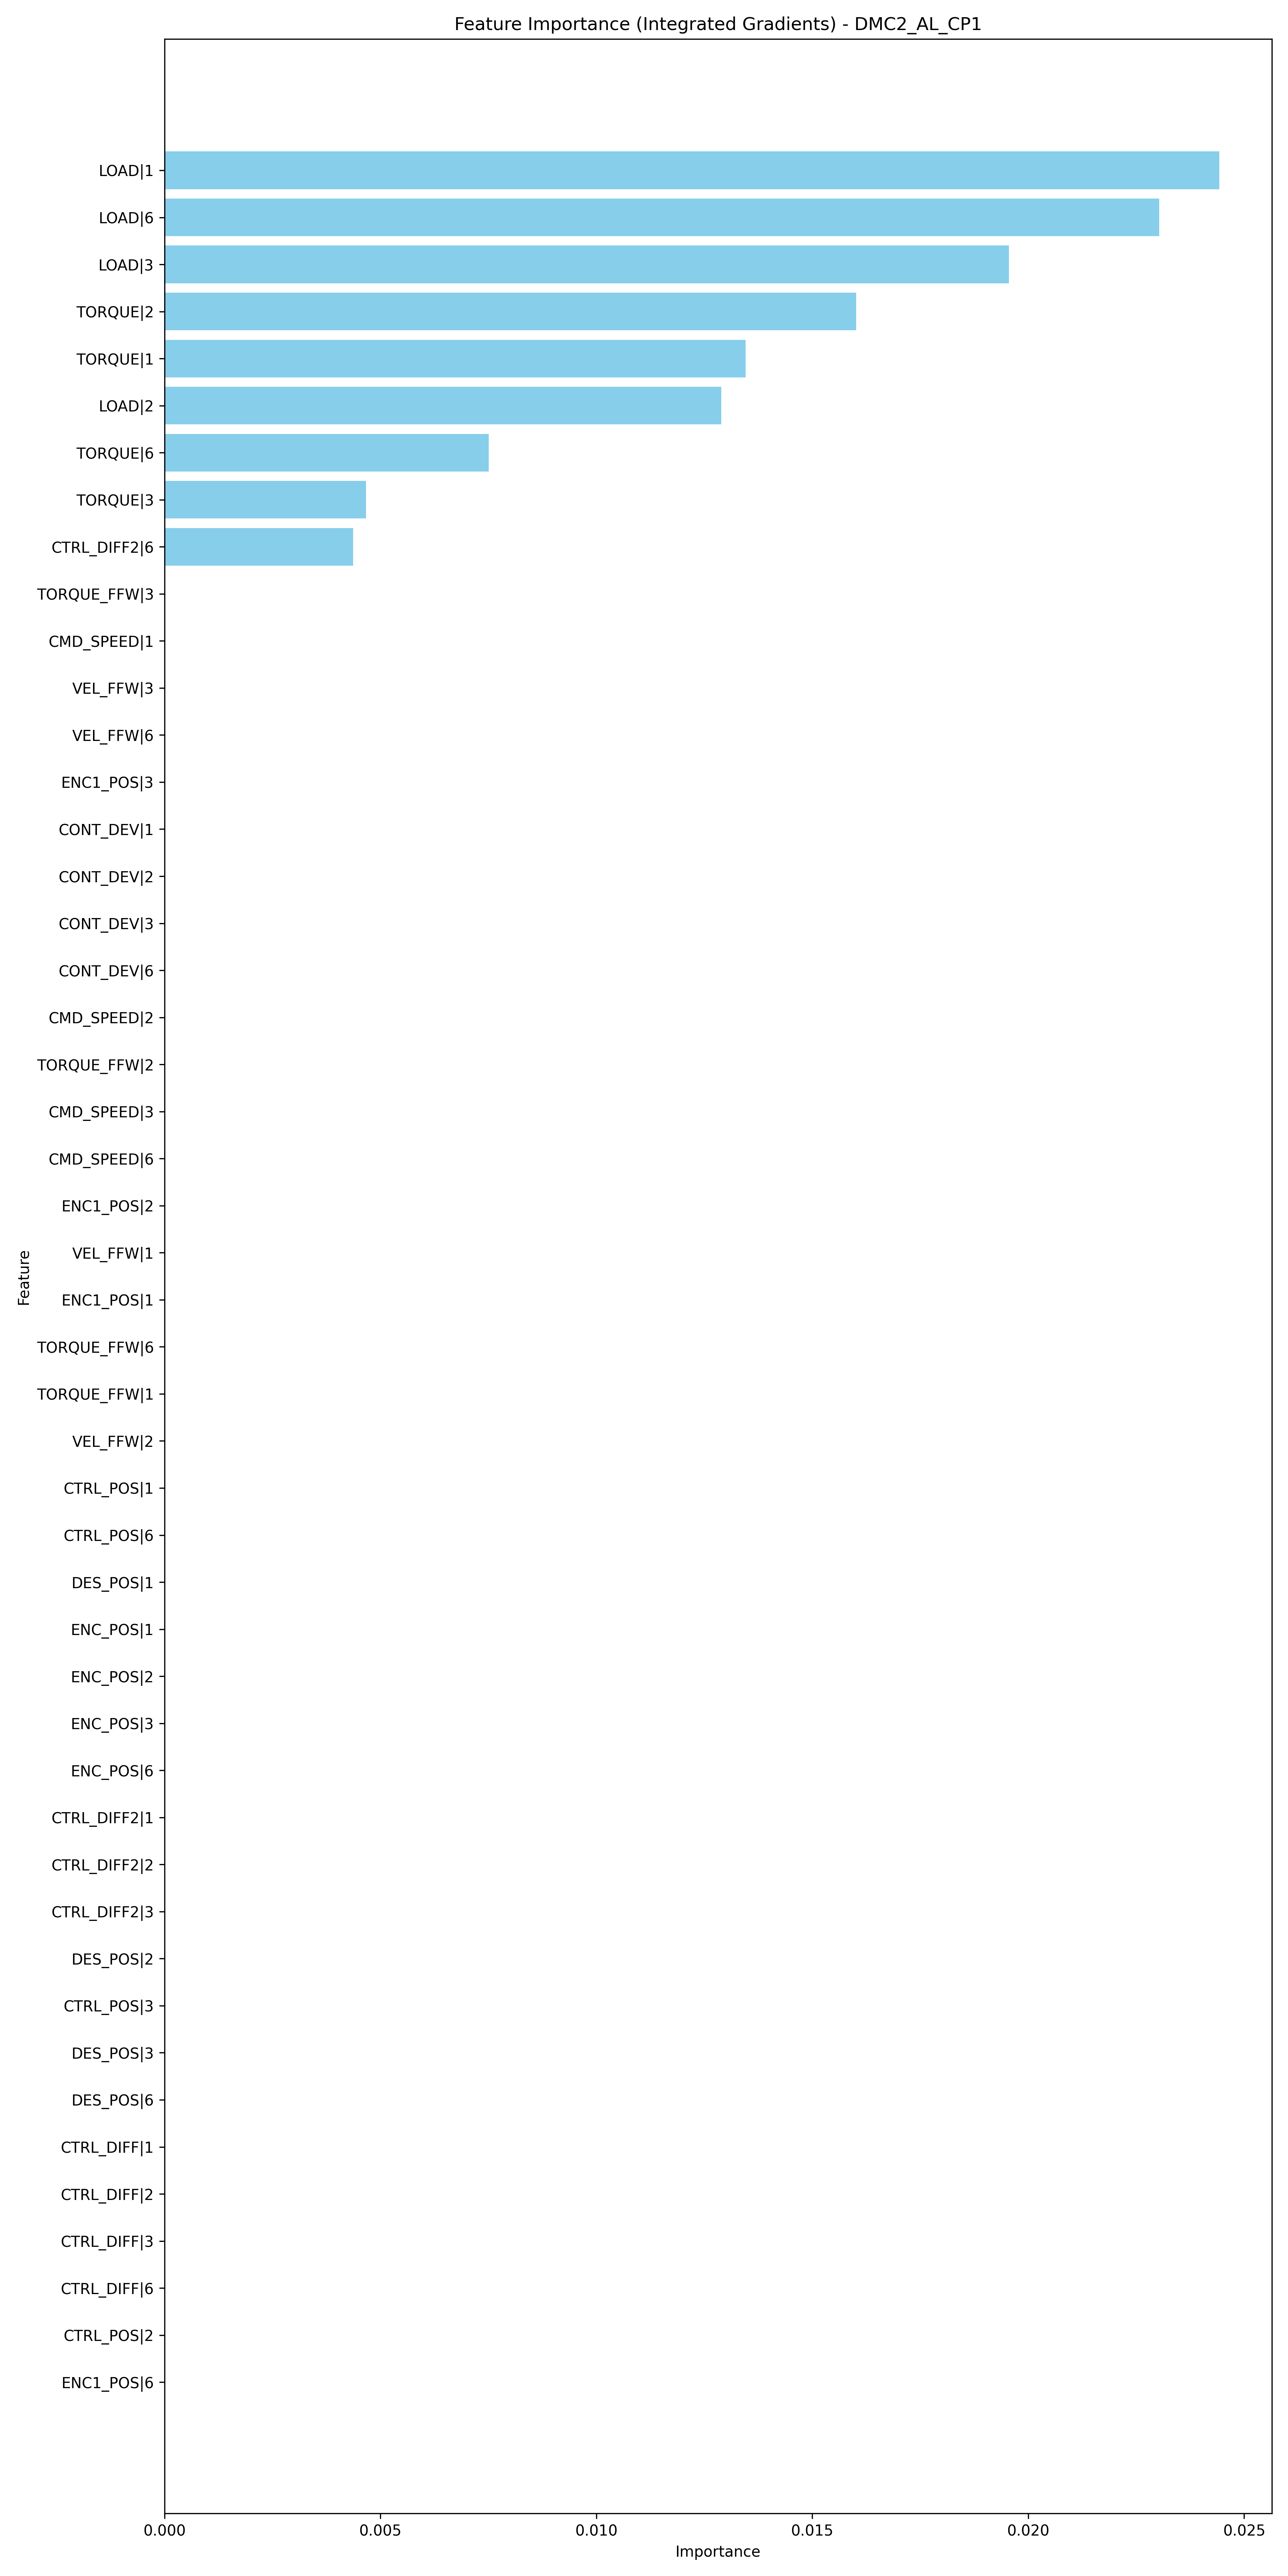 Feature Importance (Integrated Gradients) - DMC2_AL_CP1
LOAD|1
LOAD|6
LOAD|3
TORQUE|2
TORQUE|1
LOAD|2
TORQUE|6
TORQUE|3
CTRL_DIFF2|6
TORQUE_FFW|3
CMD_SPEED|1
VEL_FFW|3
VEL_FFW|6
ENC1_POS|3
CONT_DEV|1
CONT_DEV|2
CONT_DEV|3
CONT_DEV|6
CMD_SPEED|2
TORQUE_FFW|2
CMD_SPEED|3
CMD_SPEED|6
ENC1_POS|2
VEL_FFW|1
ENC1_POS|1
TORQUE_FFW|6
TORQUE_FFW|1
VEL_FFW|2
CTRL_POS|1
CTRL_POS|6
DES_POS|1
ENC_POS|1
ENC_POS|2
ENC_POS|3
ENC_POS|6
CTRL_DIFF2|1
CTRL_DIFF2|2
CTRL_DIFF2|3
DES_POS|2
CTRL_POS|3
DES_POS|3
DES_POS|6
CTRL_DIFF|1
CTRL_DIFF|2
CTRL_DIFF|3
CTRL_DIFF|6
CTRL_POS|2
ENC1_POS|6
Feature
0.000 0.005 0.010 0.015 0.020 0.025
Importance